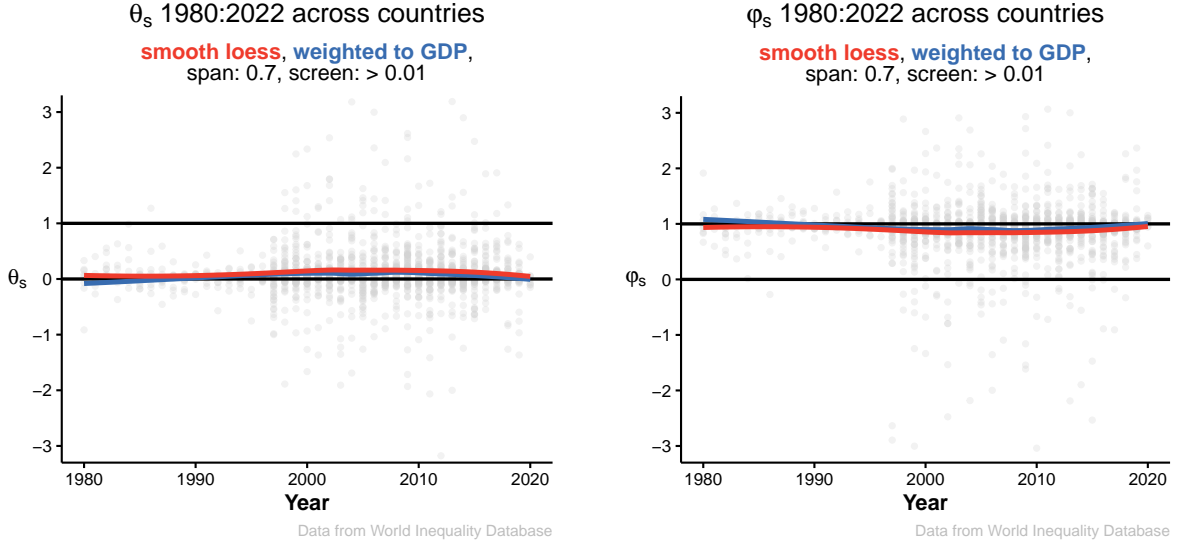 θs 1980:2022 across countries
smooth loess, weighted to GDP,
span: 0.7, screen: > 0.01
3
2
1
θs
0
−1
−2
−3
1980 1990 2000 2010 2020
Year
Data from World Inequality Database
φs 1980:2022 across countries
smooth loess, weighted to GDP,
span: 0.7, screen: > 0.01
3
2
1
φs
0
−1
−2
−3
1980 1990 2000 2010 2020
Year
Data from World Inequality Database